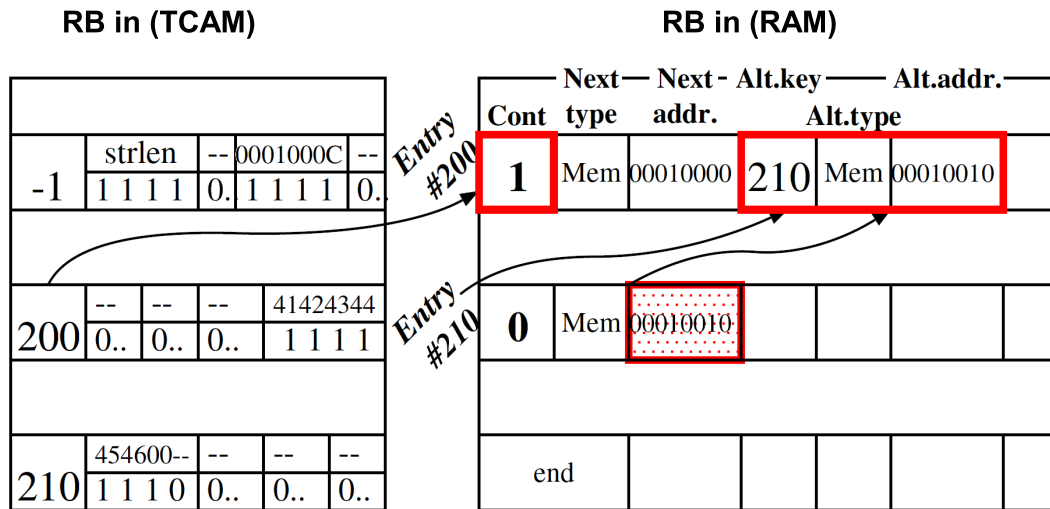 RB in (TCAM)
RB in (RAM)
Next Next Alt.key Alt.addr.
Cont type addr. Alt.type
strlen -- 0001000C --
-1 1 1 1 1 0.. 1 1 1 1 0..
Entry
#200
1 Mem 00010000 210 Mem 00010010
-- -- -- 41424344
200 0.. 0.. 0.. 1 1 1 1
Entry
#210
0 Mem 00010010
454600-- -- -- --
210 1 1 1 0 0.. 0.. 0..
end